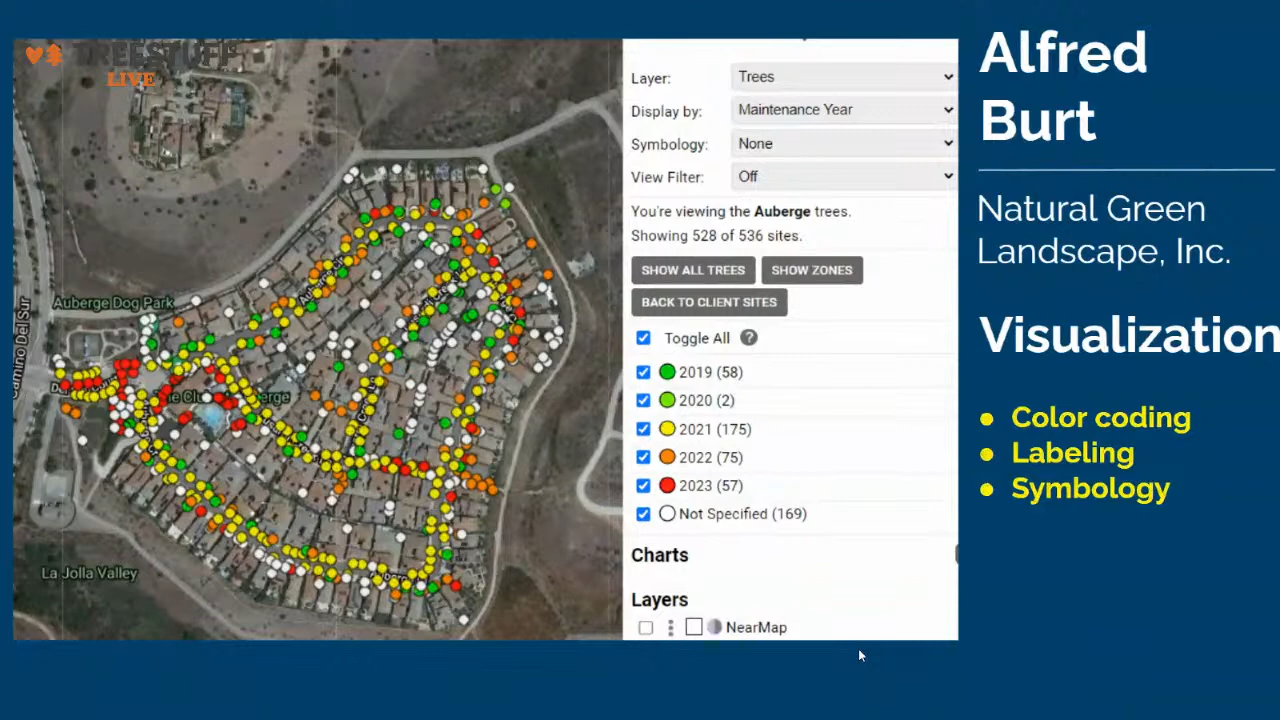 TREESTUFF
LIVE
Auberge Dog Park
La Jolla Valley
Layer: Trees
Display by: Maintenance Year
Symbology: None
View Filter: Off
You're viewing the Auberge trees.
Showing 528 of 536 sites.
SHOW ALL TREES SHOW ZONES
BACK TO CLIENT SITES
Toggle All ?
2019 (58)
2020 (2)
2021 (175)
2022 (75)
2023 (57)
Not Specified (169)
Charts
Layers
NearMap
Alfred
Burt
Natural Green
Landscape, Inc.
Visualization
• Color coding
• Labeling
• Symbology